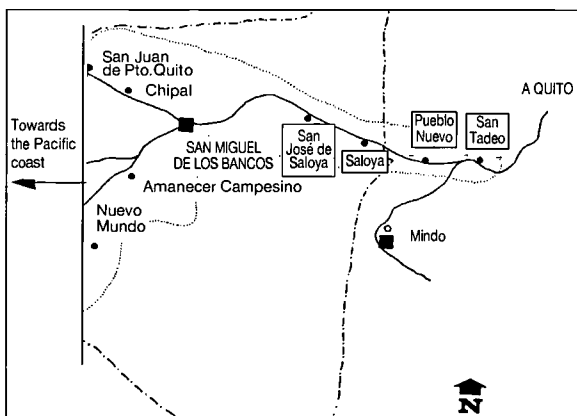 San Juan
de Pto. Quito
Chipal
A QUITO
Towards
the Pacific
coast
SAN MIGUEL
DE LOS BANCOS
San
José de
Saloya
Saloya
Pueblo
Nuevo
San
Tadeo
Amanecer Campesino
Nuevo
Mundo
Mindo
N